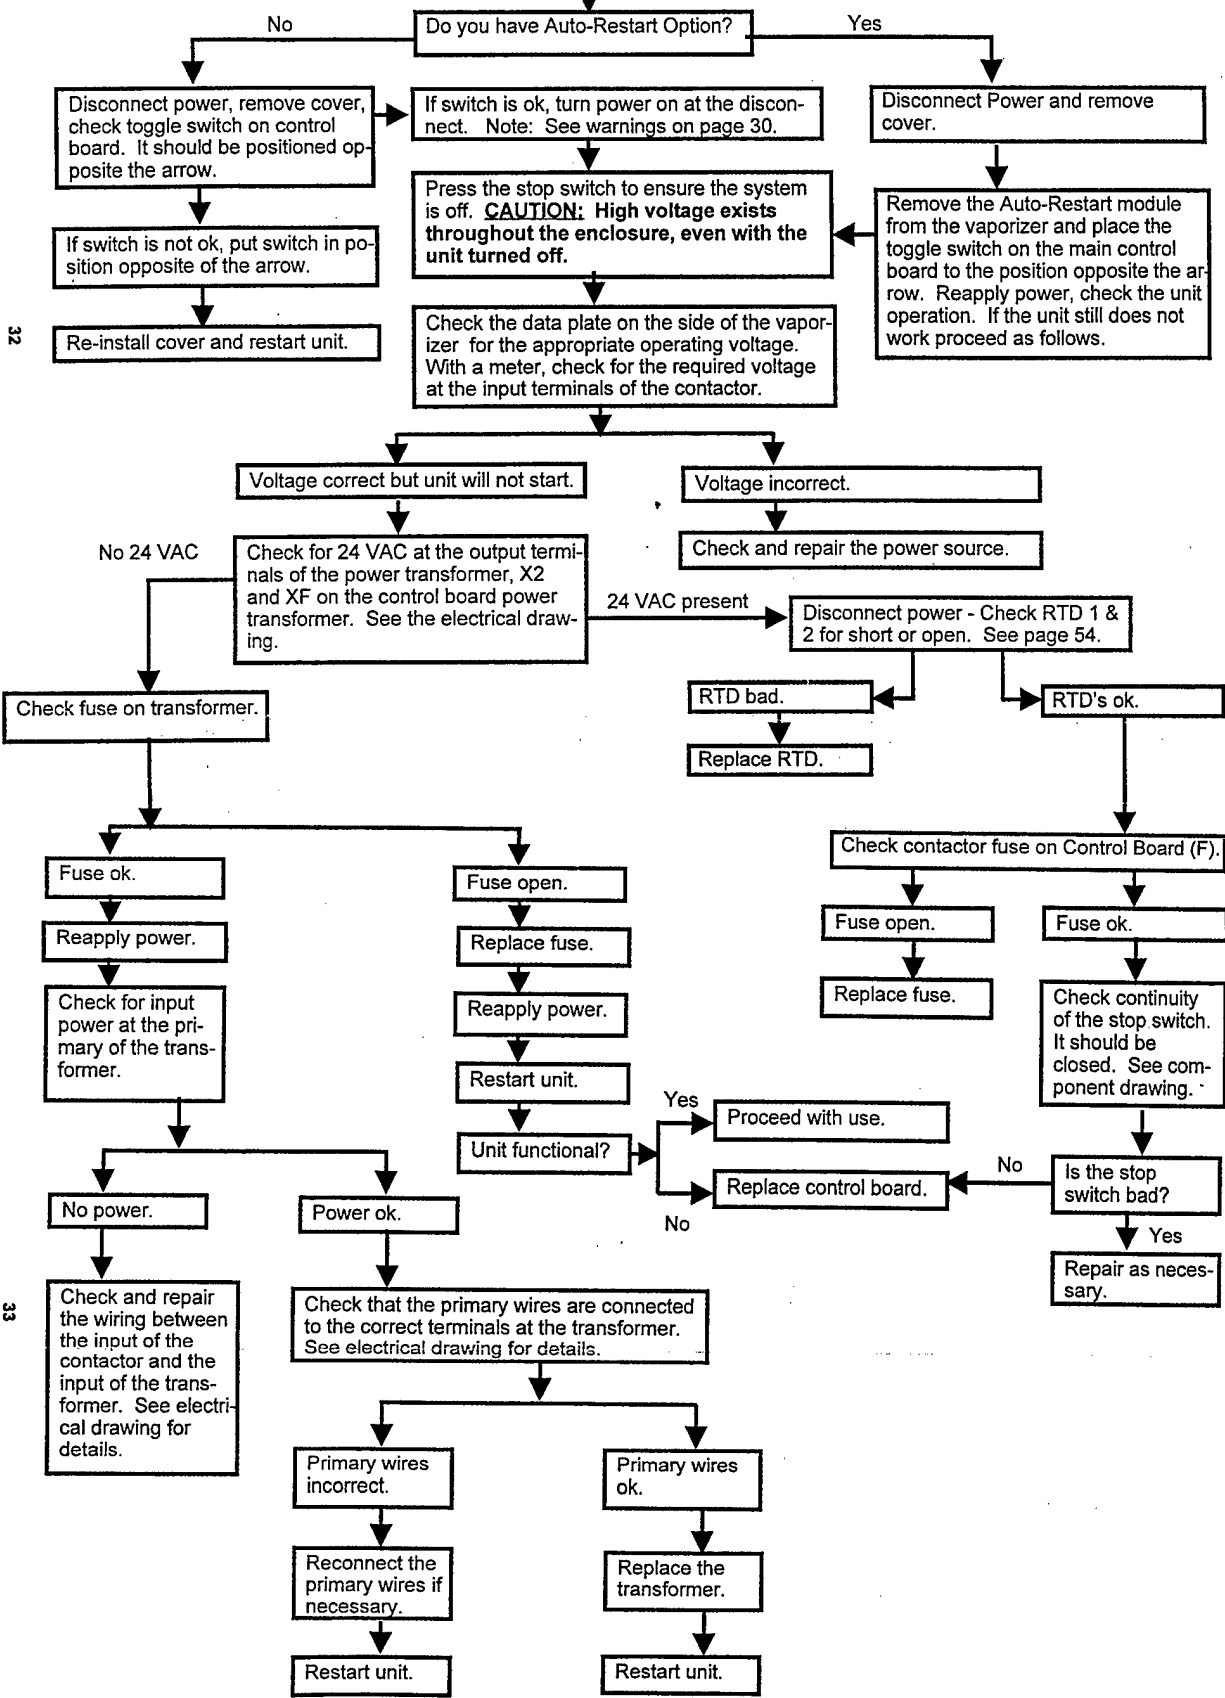 No
Do you have Auto-Restart Option?
Yes
Disconnect power, remove cover,
check toggle switch on control
board. It should be positioned op-
posite the arrow.
If switch is ok, turn power on at the discon-
nect. Note: See warnings on page 30.
Disconnect Power and remove
cover.
Press the stop switch to ensure the system
is off. CAUTION: High voltage exists
throughout the enclosure, even with the
unit turned off.
Remove the Auto-Restart module
from the vaporizer and place the
toggle switch on the main control
board to the position opposite the ar-
row. Reapply power, check the unit
operation. If the unit still does not
work proceed as follows.
If switch is not ok, put switch in po-
sition opposite of the arrow.
Re-install cover and restart unit.
32
Check the data plate on the side of the vapor-
izer for the appropriate operating voltage.
With a meter, check for the required voltage
at the input terminals of the contactor.
Voltage correct but unit will not start.
Voltage incorrect.
Check and repair the power source.
No 24 VAC
Check for 24 VAC at the output termi-
nals of the power transformer, X2
and XF on the control board power
transformer. See the electrical draw-
ing.
24 VAC present
Disconnect power - Check RTD 1 &
2 for short or open. See page 54.
RTD bad.
RTD's ok.
Replace RTD.
Check fuse on transformer.
Check contactor fuse on Control Board (F).
Fuse ok.
Fuse open.
Fuse open.
Fuse ok.
Reapply power.
Replace fuse.
Replace fuse.
Check for input
power at the pri-
mary of the trans-
former.
Reapply power.
Check continuity
of the stop switch.
It should be
closed. See com-
ponent drawing.
Restart unit.
Unit functional?
Yes
Proceed with use.
No
Replace control board.
No
Is the stop
switch bad?
Yes
Repair as neces-
sary.
No power.
Power ok.
33
Check and repair
the wiring between
the input of the
contactor and the
input of the trans-
former. See electri-
cal drawing for
details.
Check that the primary wires are connected
to the correct terminals at the transformer.
See electrical drawing for details.
Primary wires
incorrect.
Primary wires
ok.
Reconnect the
primary wires if
necessary.
Replace the
transformer.
Restart unit.
Restart unit.